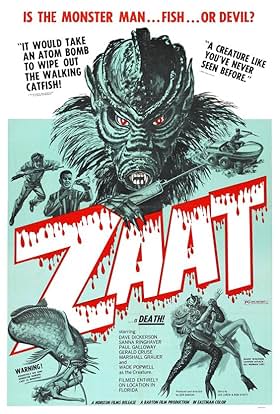 IS THE MONSTER MAN...FISH...OR DEVIL?
"IT WOULD TAKE
AN ATOM BOMB
TO WIPE OUT
THE WALKING
CATFISH!"
"A CREATURE LIKE
YOU'VE NEVER
SEEN BEFORE."
ZAAT
is DEATH!
starring:
DAVE DICKERSON
SANNA RINGHAVER
PAUL GALLOWAY
GERALD CRUSE
MARSHALL GRAUER
and
WADE POPWELL
as the Creature.
FILMED ENTIRELY
ON LOCATION IN
FLORIDA
WARNING!
A HORSTON FILMS RELEASE
A BARTON FILM PRODUCTION
IN EASTMAN COLOR